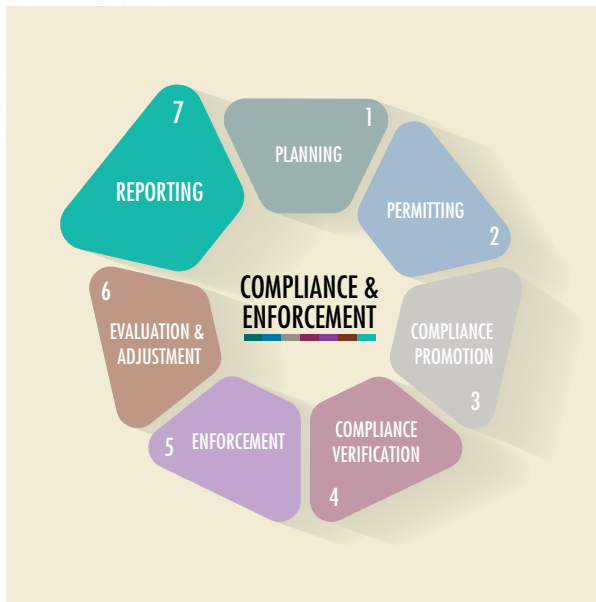 COMPLIANCE &
ENFORCEMENT
1
PLANNING
PERMITTING
2
COMPLIANCE
PROMOTION
3
COMPLIANCE
VERIFICATION
4
ENFORCEMENT
5
6
EVALUATION &
ADJUSTMENT
7
REPORTING